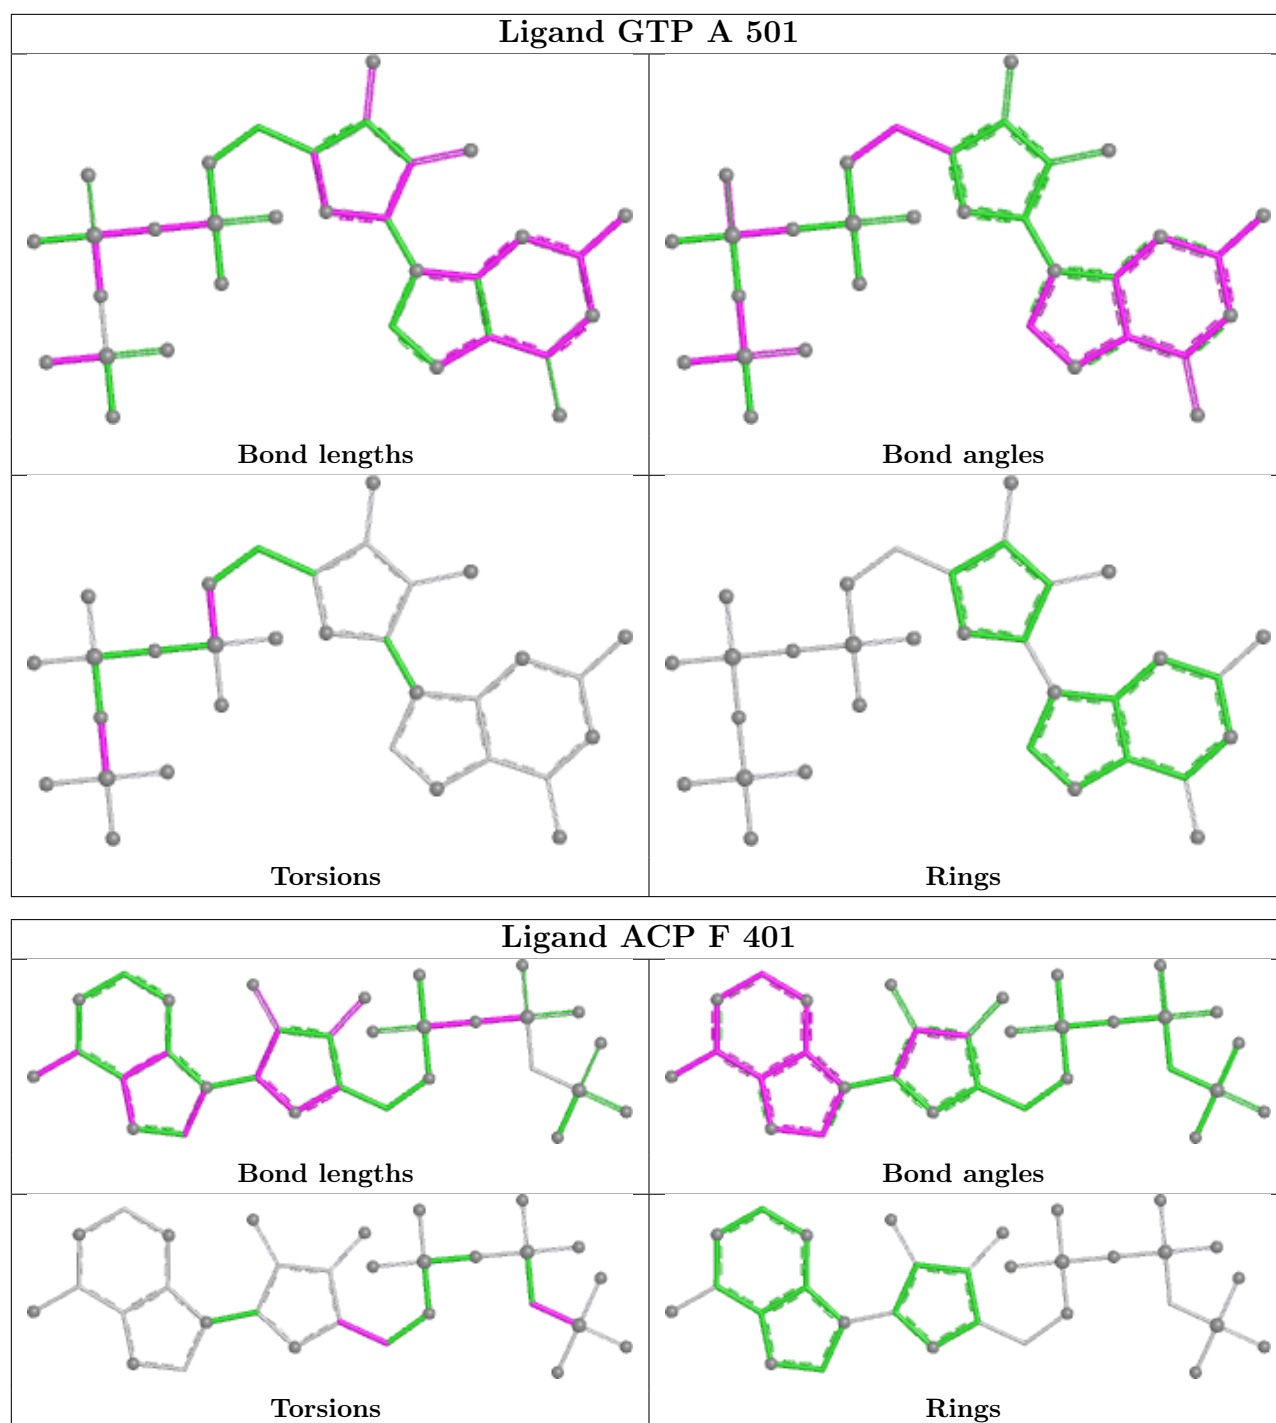 Ligand GTP A 501
Bond lengths
Bond angles
Torsions
Rings
Ligand ACP F 401
Bond lengths
Bond angles
Torsions
Rings